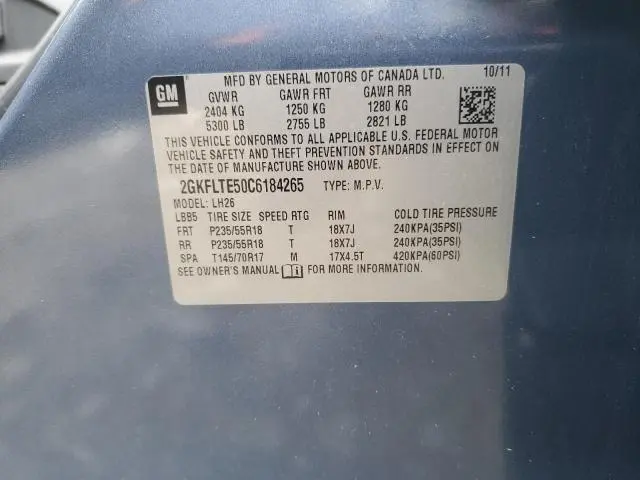 GM
MFD BY GENERAL MOTORS OF CANADA LTD. 10/11
GVWR GAWR FRT GAWR RR
2404 KG 1250 KG 1280 KG
5300 LB 2755 LB 2821 LB
THIS VEHICLE CONFORMS TO ALL APPLICABLE U.S. FEDERAL MOTOR
VEHICLE SAFETY AND THEFT PREVENTION STANDARDS IN EFFECT ON
THE DATE OF MANUFACTURE SHOWN ABOVE.
2GKFLTE50C6184265 TYPE: M.P.V.
MODEL: LH26
LBB5 TIRE SIZE SPEED RTG RIM COLD TIRE PRESSURE
FRT P235/55R18 T 18X7J 240KPA(35PSI)
RR P235/55R18 T 18X7J 240KPA(35PSI)
T145/70R17 M 17X4.5T 420KPA(60PSI)
SEE OWNER'S MANUAL FOR MORE INFORMATION.